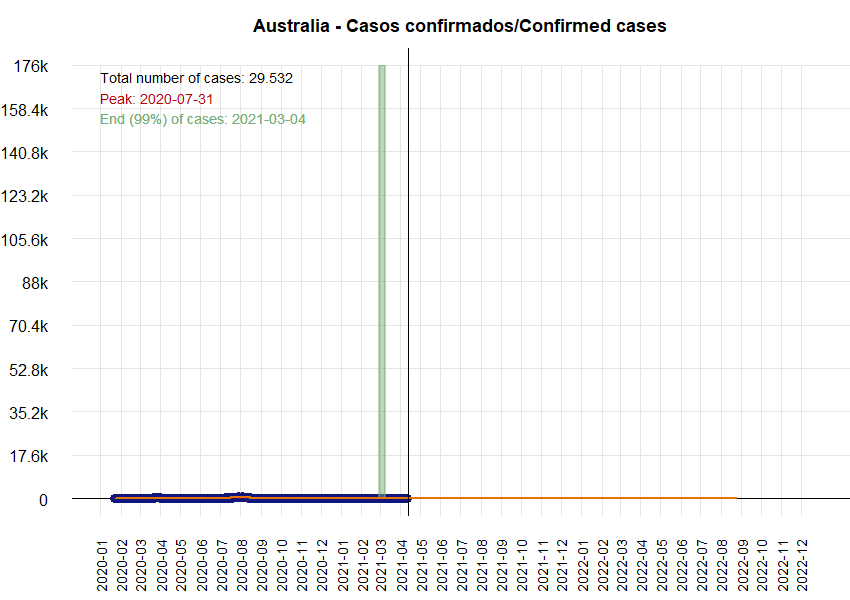 Australia - Casos confirmados/Confirmed cases
176k
158.4k
140.8k
123.2k
105.6k
88k
70.4k
52.8k
35.2k
17.6k
0
Total number of cases: 29.532
Peak: 2020-07-31
End (99%) of cases: 2021-03-04
2020-01
2020-02
2020-03
2020-04
2020-05
2020-06
2020-07
2020-08
2020-09
2020-10
2020-11
2020-12
2021-01
2021-02
2021-03
2021-04
2021-05
2021-06
2021-07
2021-08
2021-09
2021-10
2021-11
2021-12
2022-01
2022-02
2022-03
2022-04
2022-05
2022-06
2022-07
2022-08
2022-09
2022-10
2022-11
2022-12